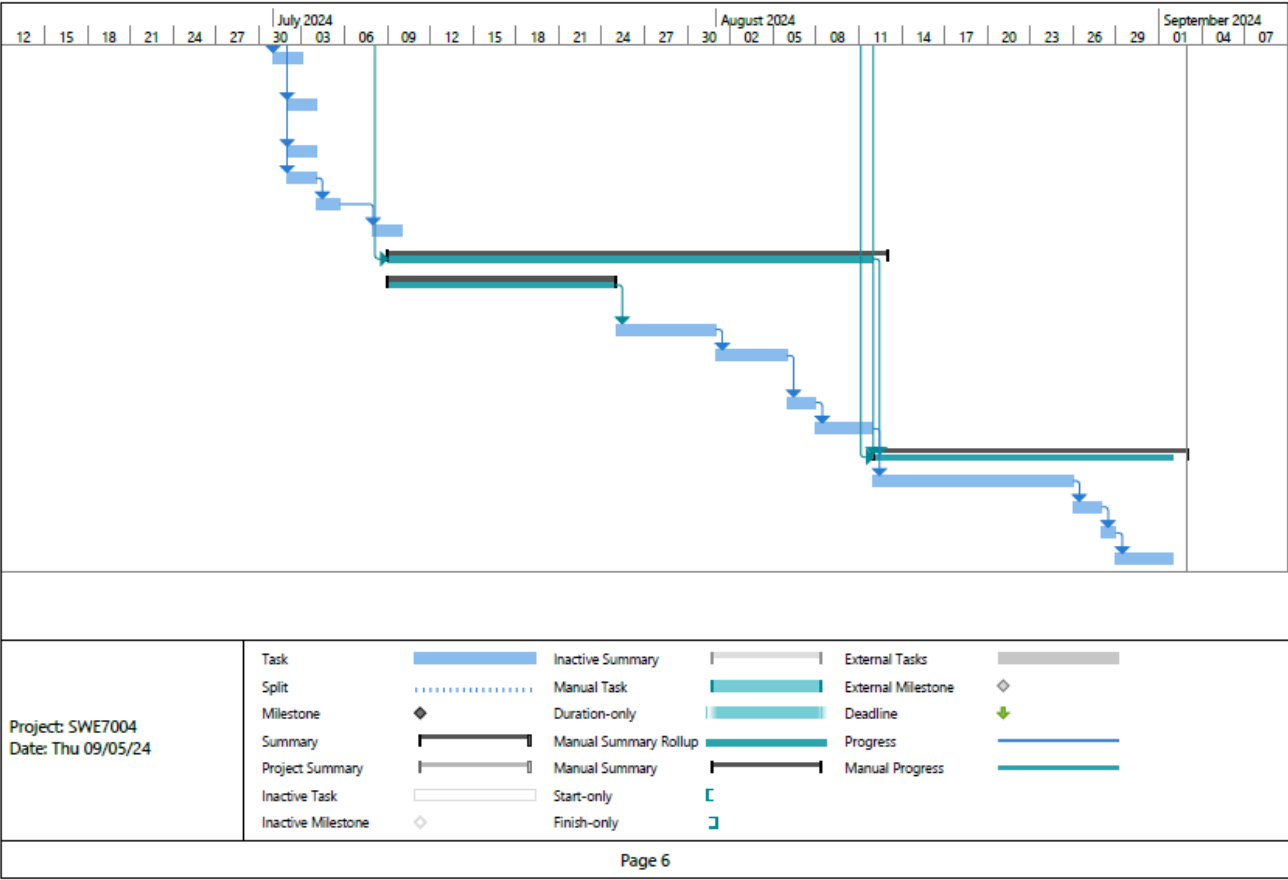 July 2024 August 2024 September 2024
12 15 18 21 24 27 30 03 06 09 12 15 18 21 24 27 30 02 05 08 11 14 17 20 23 26 29 01 04 07
Project: SWE7004
Date: Thu 09/05/24
Task Inactive Summary External Tasks
Split Manual Task External Milestone
Milestone Duration-only Deadline
Summary Manual Summary Rollup Progress
Project Summary Manual Summary Manual Progress
Inactive Task Start-only
Inactive Milestone Finish-only
Page 6